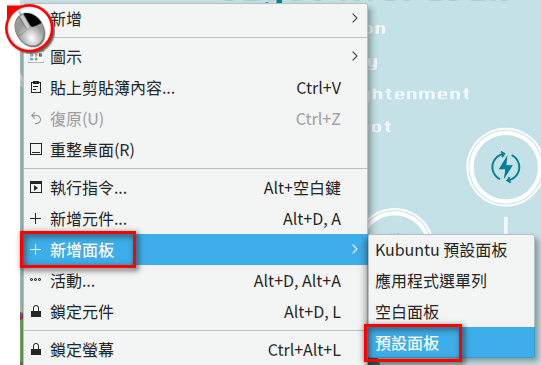 新增
圖示
貼上剪貼簿內容... Ctrl+V
復原(U) Ctrl+Z
重整桌面(R)
執行指令... Alt+空白鍵
新增元件... Alt+D, A
新增面板
活動... Alt+D, Alt+A
鎖定元件 Alt+D, L
鎖定螢幕 Ctrl+Alt+L
Kubuntu 預設面板
應用程式選單列
空白面板
預設面板